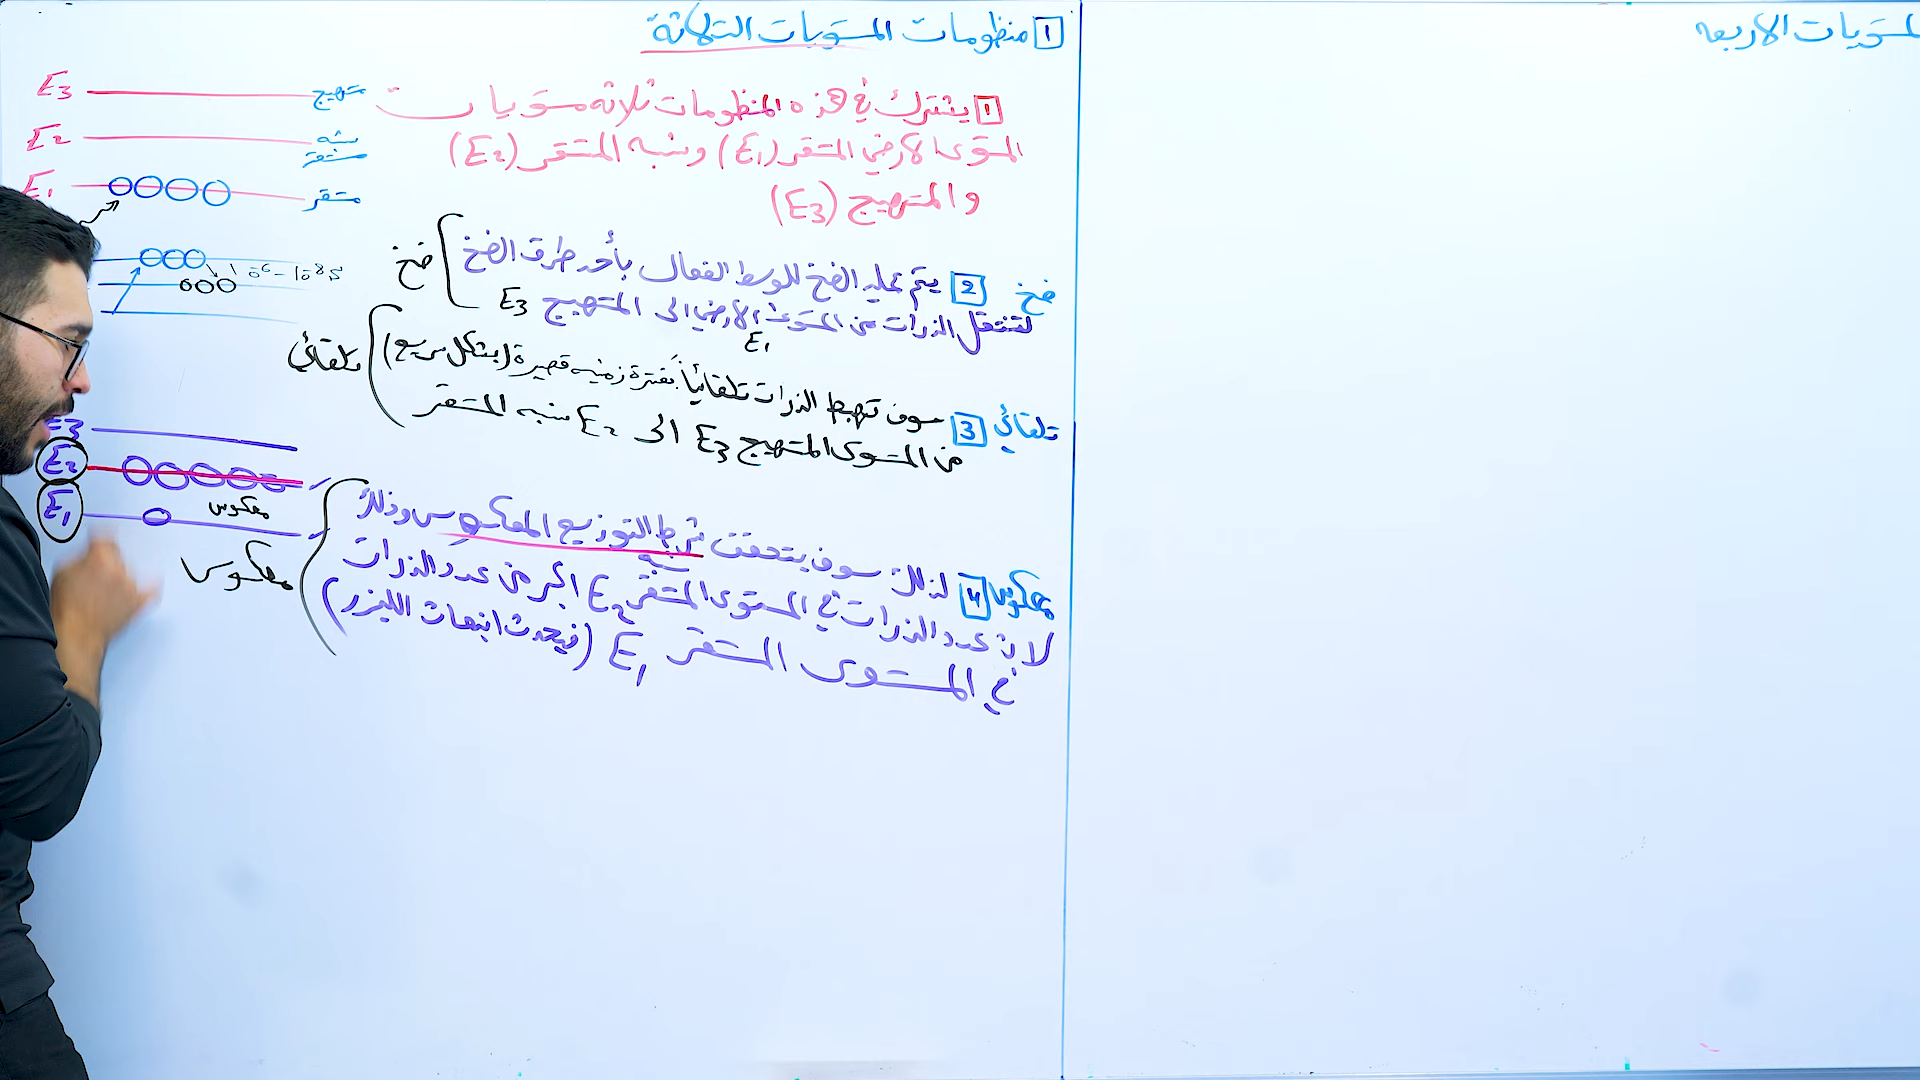 المستويات الاربعه
1 منظومات المستويات الثلاثة
1 يشترك في هذه المنظومات ثلاثه مستويات
المستوى الارضي المستقر (E1) وشبه المستقر (E2)
والمتهيج (E3)
ضخ 2 يتم عمليه الضخ للوسط الفعال بأحد طرق الضخ
لتنتقل الذرات من المستوى الارضي الى المتهيج E3
E1
ضخ
تلقائي 3 سوف تهبط الذرات تلقائياً بفترة زمنيه قصيرة (بشكل سريع)
من المستوى المتهيج E3 الى E2 شبه المستقر
تلقائي
معكوس 4 لذلك سوف يتحقق شرط التوزيع المعكوس وذلك
لان عدد الذرات في المستوى المستقر E2 اكبر من عدد الذرات
شبه
في المستوى المستقر E1 (فيحدث انبعاث الليزر)
معكوس
E3 متهيج
E2 شبه
مستقر
E1 مستقر
E3
E2
معكوس
E1